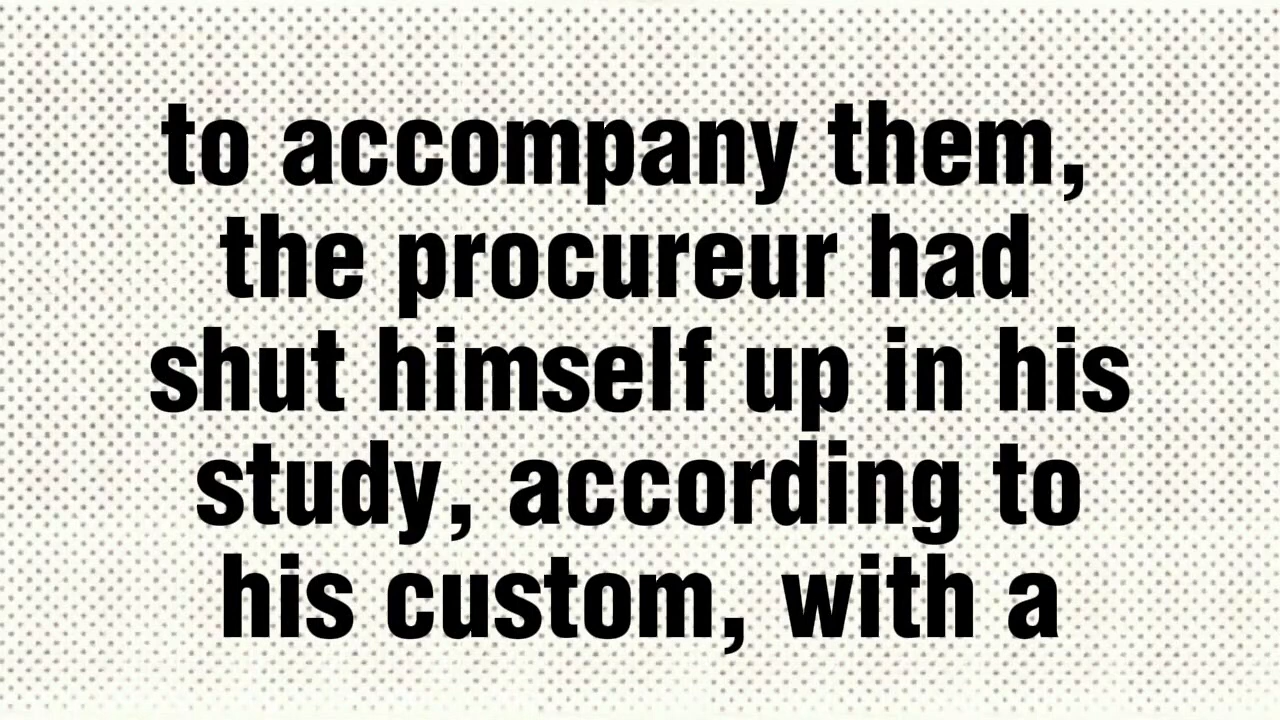 to accompany them,
the procureur had
shut himself up in his
study, according to
his custom, with a